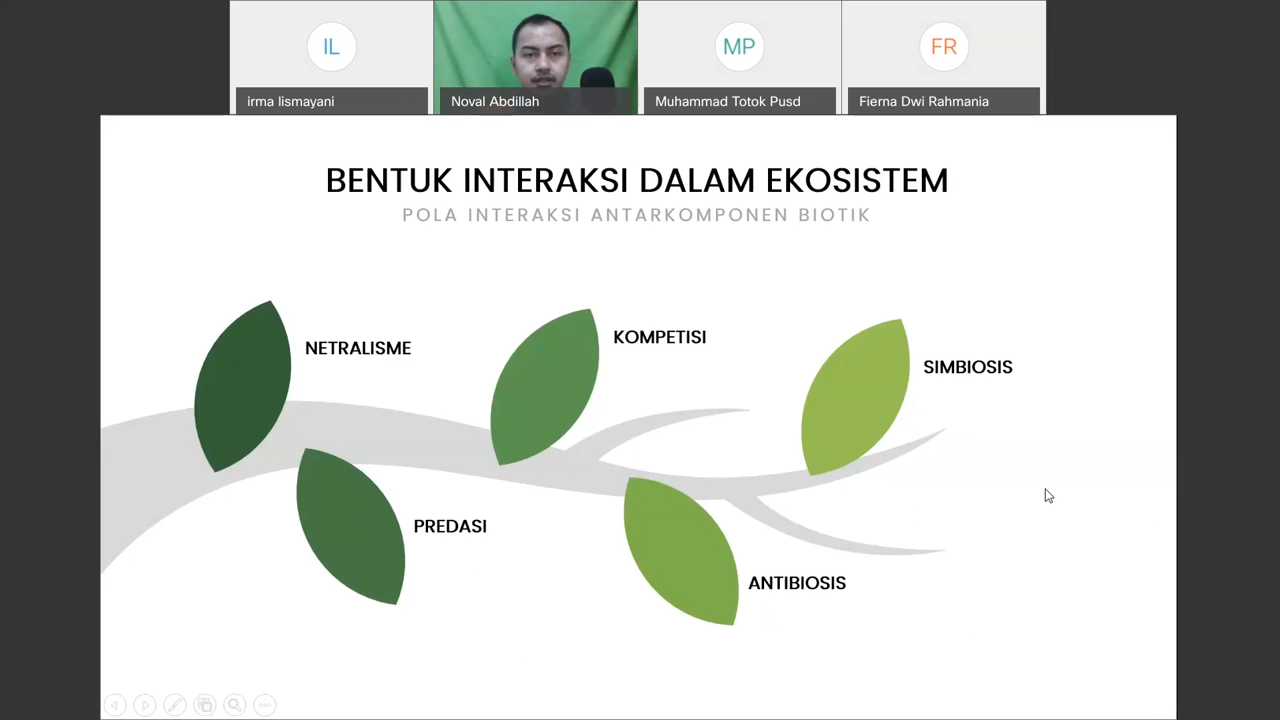 IL
MP
FR
irma lismayani
Noval Abdillah
Muhammad Totok Pusd
Fierna Dwi Rahmania
BENTUK INTERAKSI DALAM EKOSISTEM
POLA INTERAKSI ANTARKOMPONEN BIOTIK
NETRALISME
KOMPETISI
SIMBIOSIS
PREDASI
ANTIBIOSIS